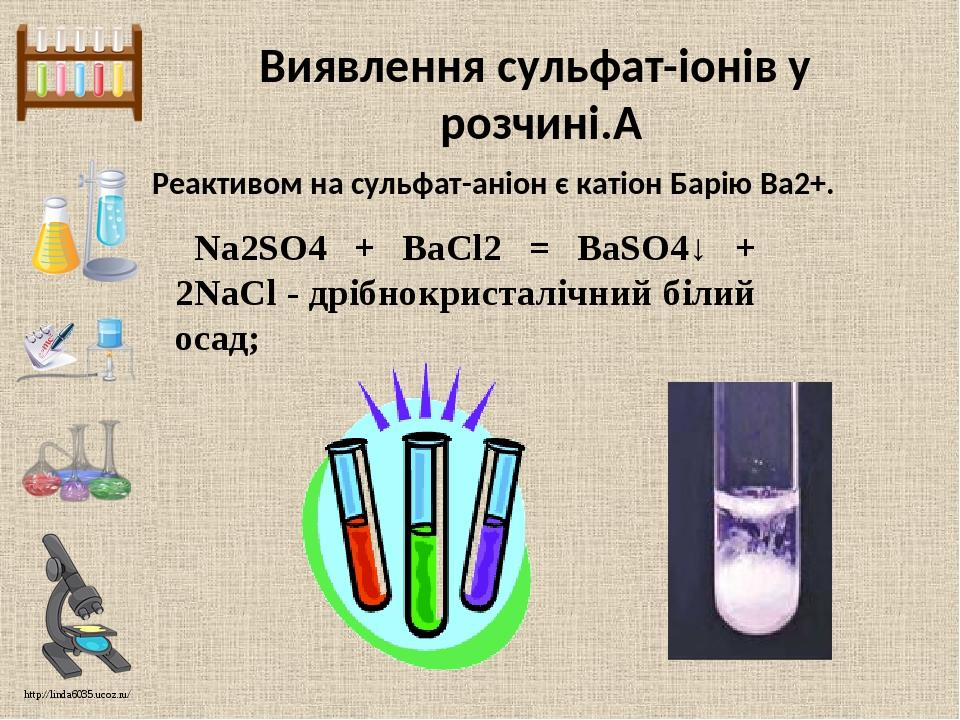 Виявлення сульфат-іонів у
розчині.А
Реактивом на сульфат-аніон є катіон Барію Ba2+.
Na2SO4 + BaCl2 = BaSO4↓ +
2NaCl - дрібнокристалічний білий
осад;
http://linda6035.ucoz.ru/